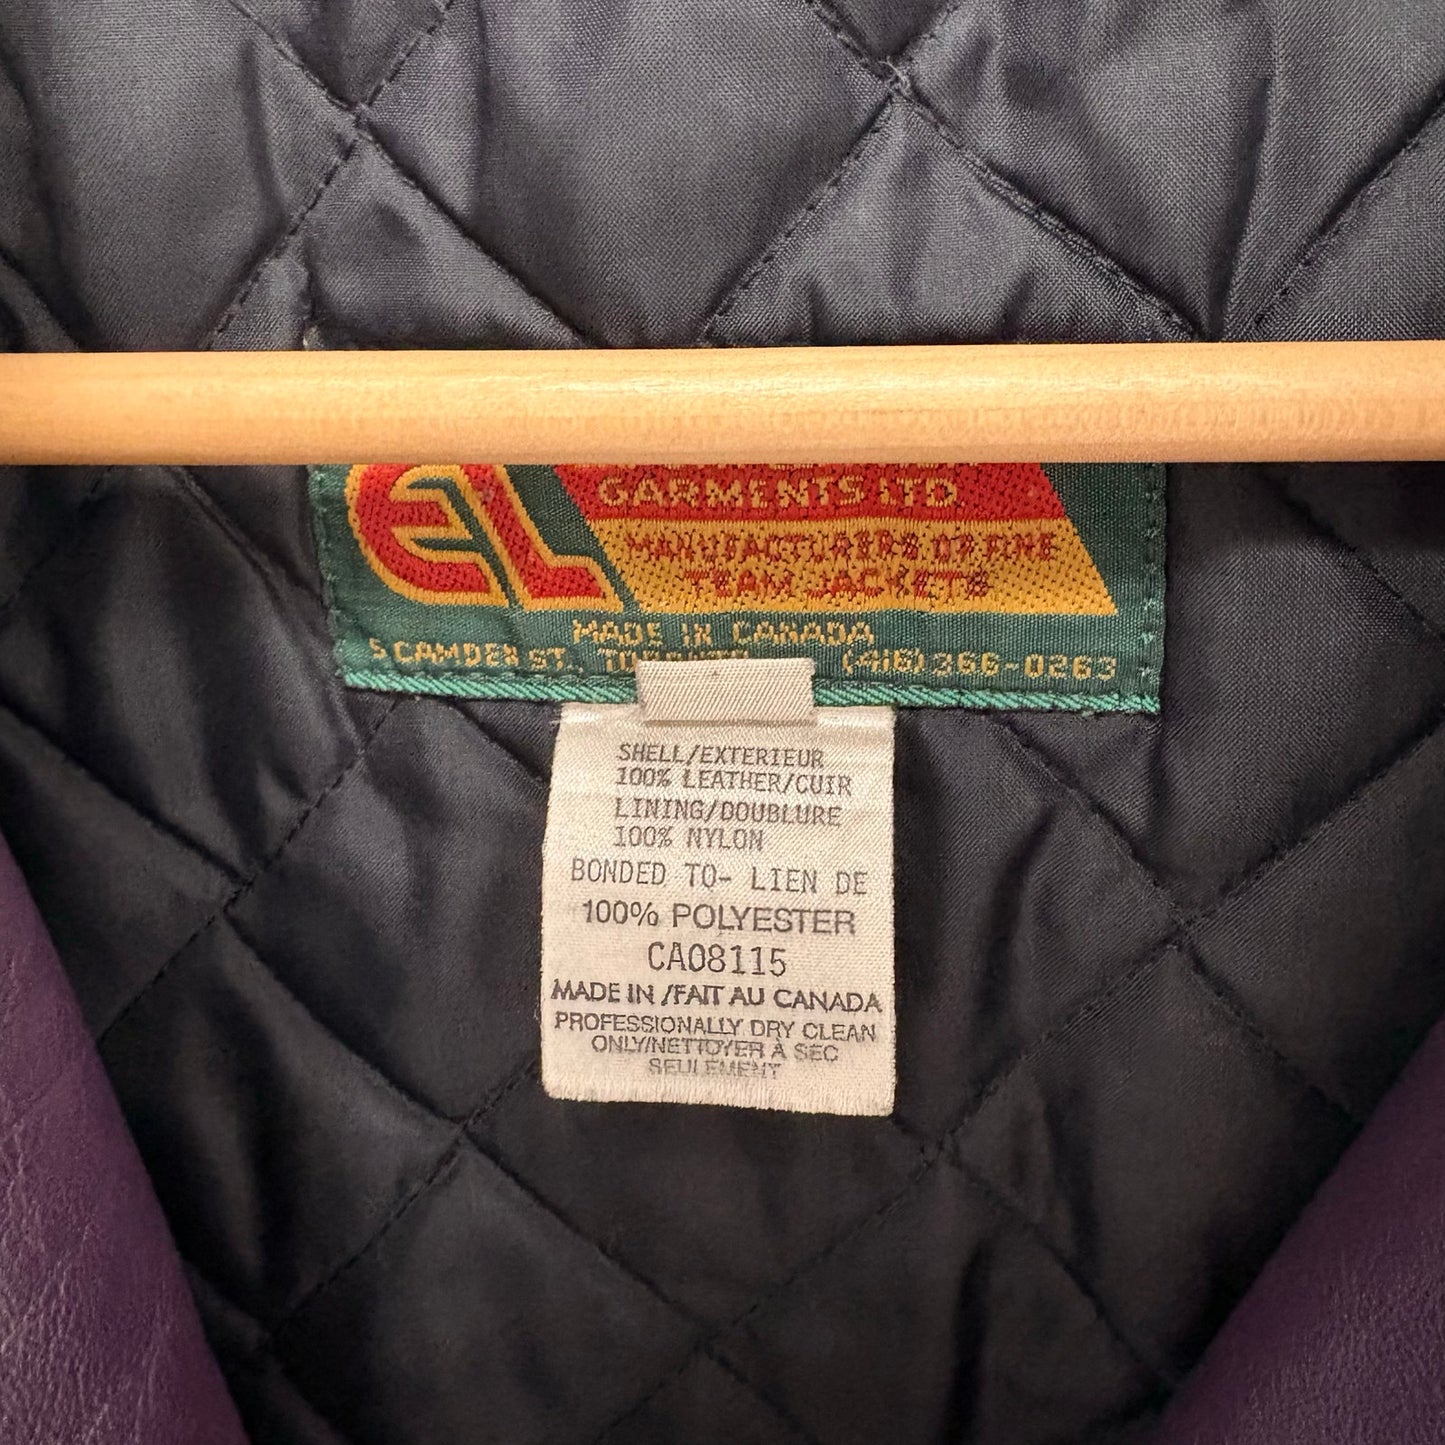 EL
GARMENTS LTD.
MANUFACTURERS OF FINE
TEAM JACKETS
MADE IN CANADA
5 CAMDEN ST., (416) 366-0263
SHELL/EXTERIEUR
100% LEATHER/CUIR
LINING/DOUBLURE
100% NYLON
BONDED TO- LIEN DE
100% POLYESTER
CA08115
MADE IN /FAIT AU CANADA
PROFESSIONALLY DRY CLEAN
ONLY/NETTOYER À SEC
SEULEMENT